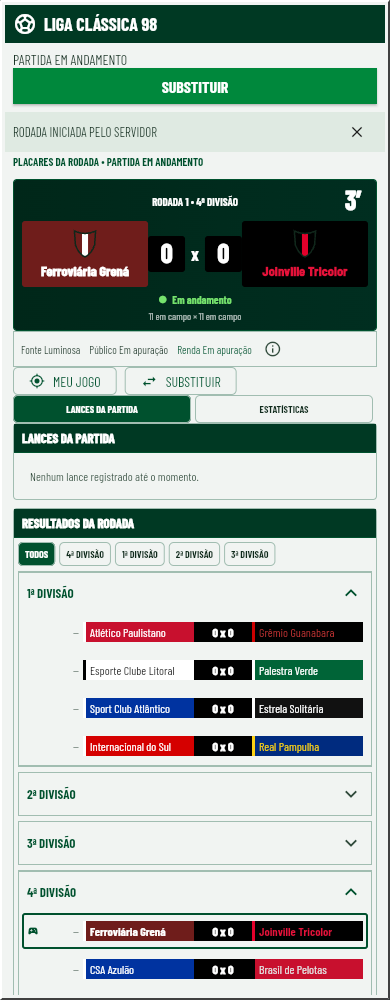 LIGA CLÁSSICA 98
PARTIDA EM ANDAMENTO
SUBSTITUIR
RODADA INICIADA PELO SERVIDOR
PLACARES DA RODADA • PARTIDA EM ANDAMENTO
RODADA 1 • 4ª DIVISÃO
3’
Ferroviária Grená 0 x 0 Joinville Tricolor
Em andamento
11 em campo × 11 em campo
Fonte Luminosa Público Em apuração Renda Em apuração
MEU JOGO SUBSTITUIR
LANCES DA PARTIDA ESTATÍSTICAS
LANCES DA PARTIDA
Nenhum lance registrado até o momento.
RESULTADOS DA RODADA
TODOS 4ª DIVISÃO 1ª DIVISÃO 2ª DIVISÃO 3ª DIVISÃO
1ª DIVISÃO
– Atlético Paulistano 0 x 0 Grêmio Guanabara
– Esporte Clube Litoral 0 x 0 Palestra Verde
– Sport Club Atlântico 0 x 0 Estrela Solitária
– Internacional do Sul 0 x 0 Real Pampulha
2ª DIVISÃO
3ª DIVISÃO
4ª DIVISÃO
– Ferroviária Grená 0 x 0 Joinville Tricolor
– CSA Azulão 0 x 0 Brasil de Pelotas